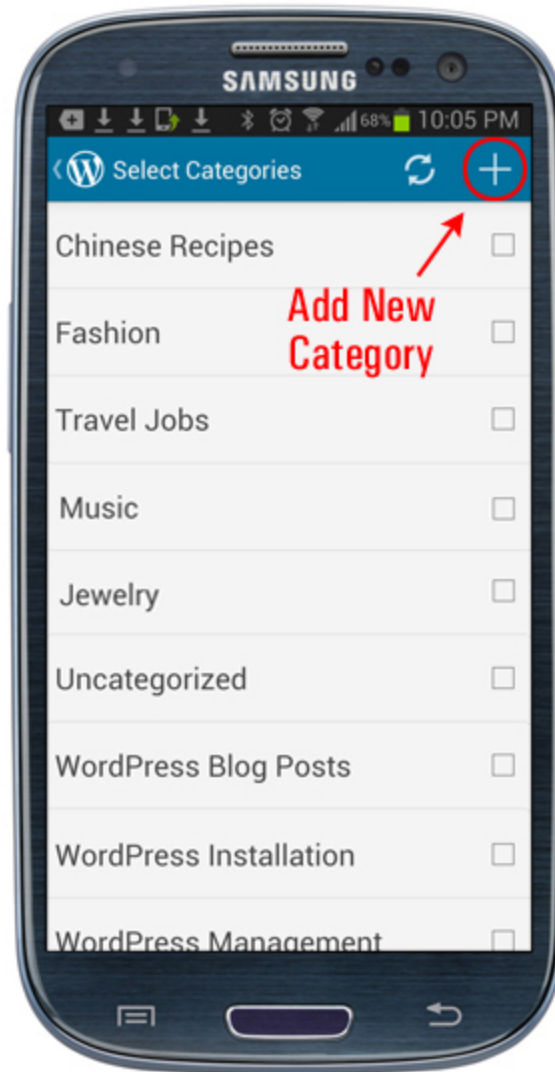 SAMSUNG
68% 10:05 PM
Select Categories
Chinese Recipes
Add New
Category
Fashion
Travel Jobs
Music
Jewelry
Uncategorized
WordPress Blog Posts
WordPress Installation
WordPress Management